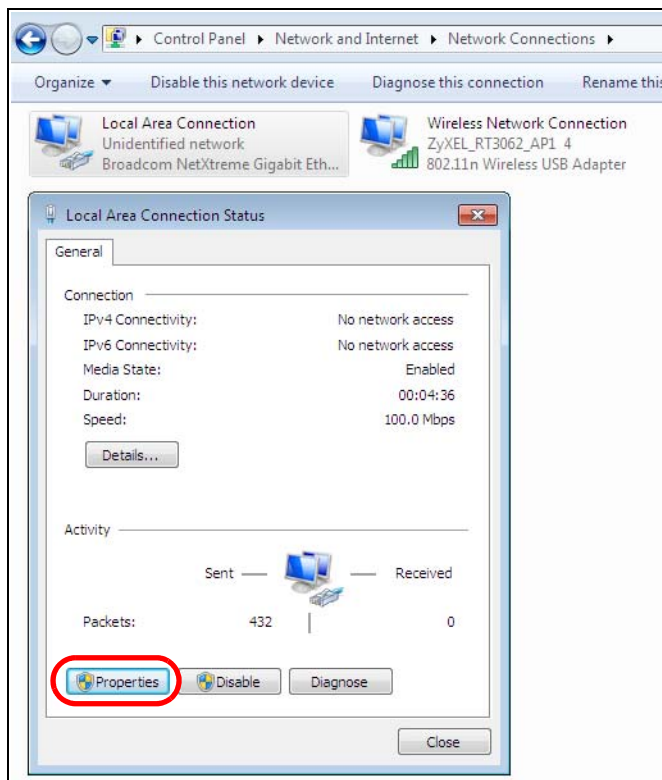 Control Panel Network and Internet Network Connections
Organize Disable this network device Diagnose this connection Rename this
Local Area Connection
Unidentified network
Broadcom NetXtreme Gigabit Eth...
Wireless Network Connection
ZyXEL_RT3062_AP1 4
802.11n Wireless USB Adapter
Local Area Connection Status
General
Connection
IPv4 Connectivity: No network access
IPv6 Connectivity: No network access
Media State: Enabled
Duration: 00:04:36
Speed: 100.0 Mbps
Details...
Activity
Sent Received
Packets: 432 0
Properties Disable Diagnose
Close